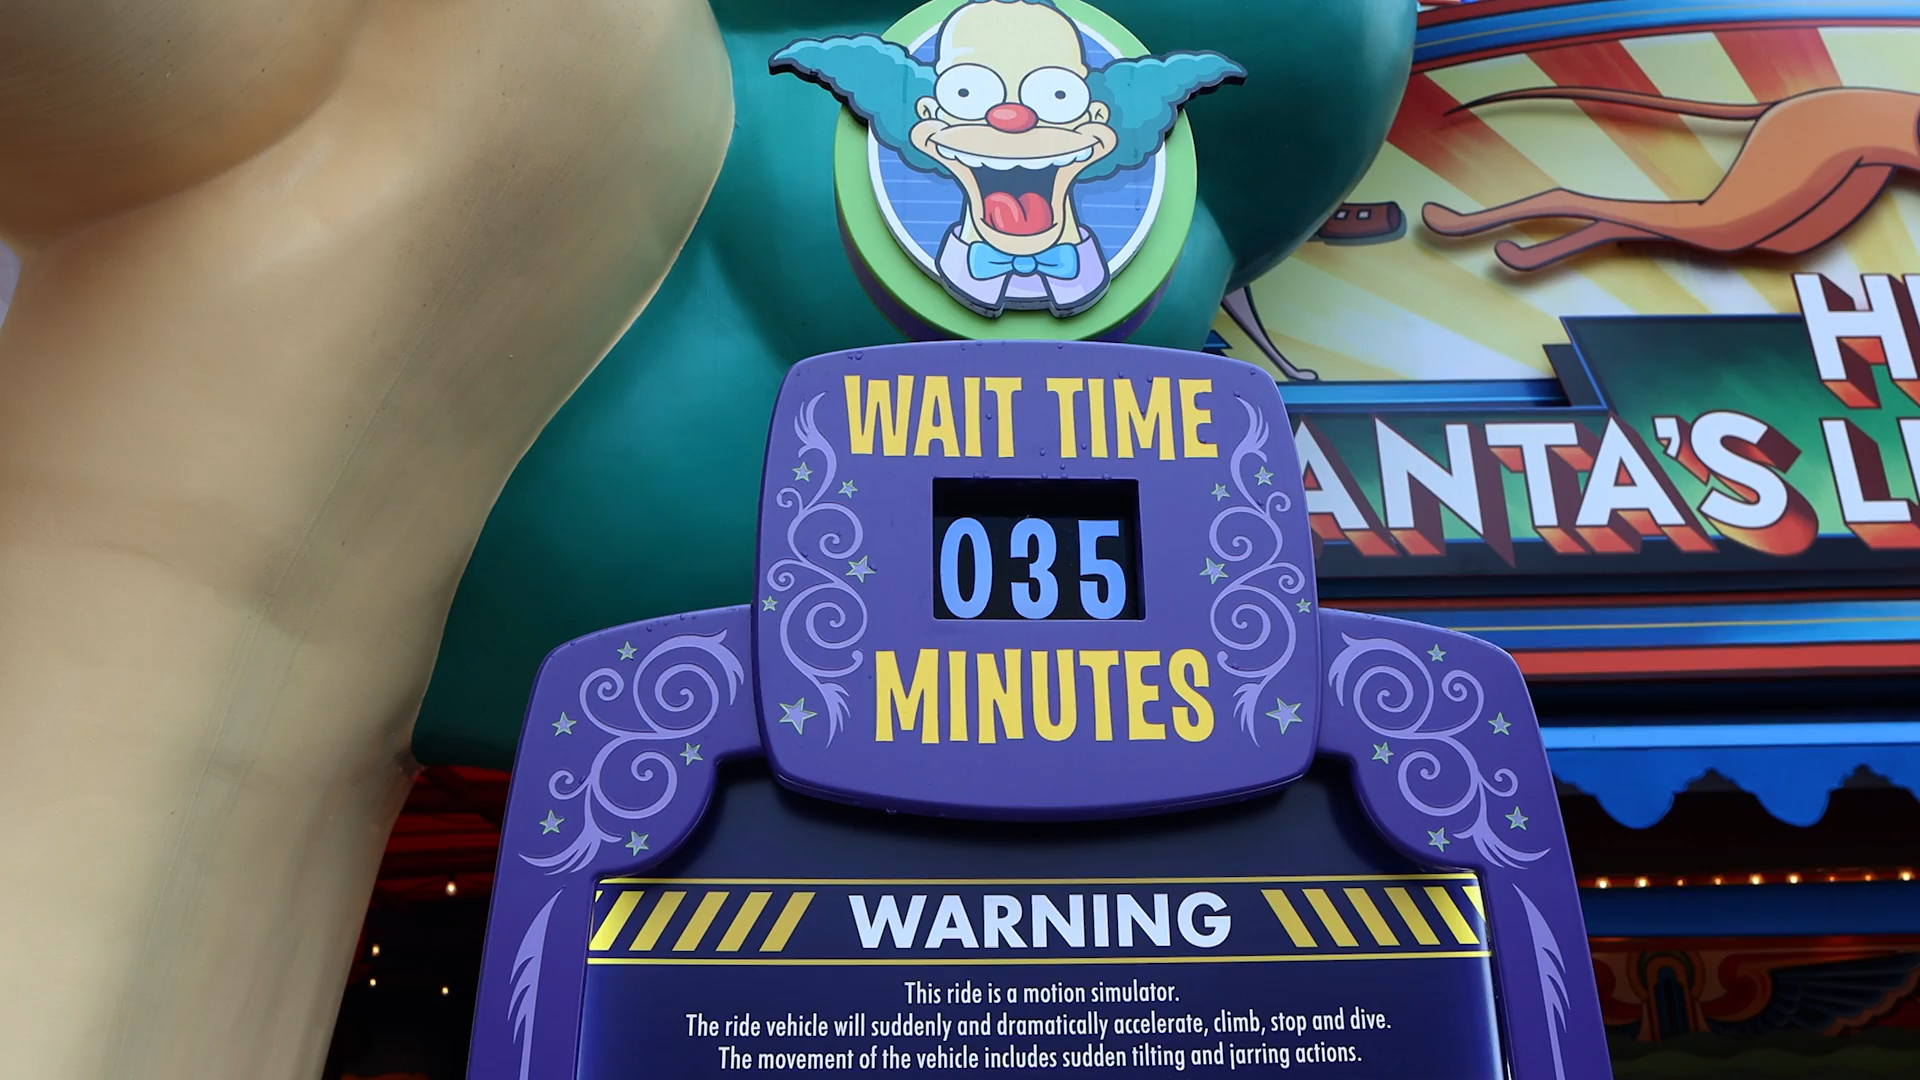 WAIT TIME
035
MINUTES
WARNING
This ride is a motion simulator.
The ride vehicle will suddenly and dramatically accelerate, climb, stop and dive.
The movement of the vehicle includes sudden tilting and jarring actions.
H
ANTA'S L